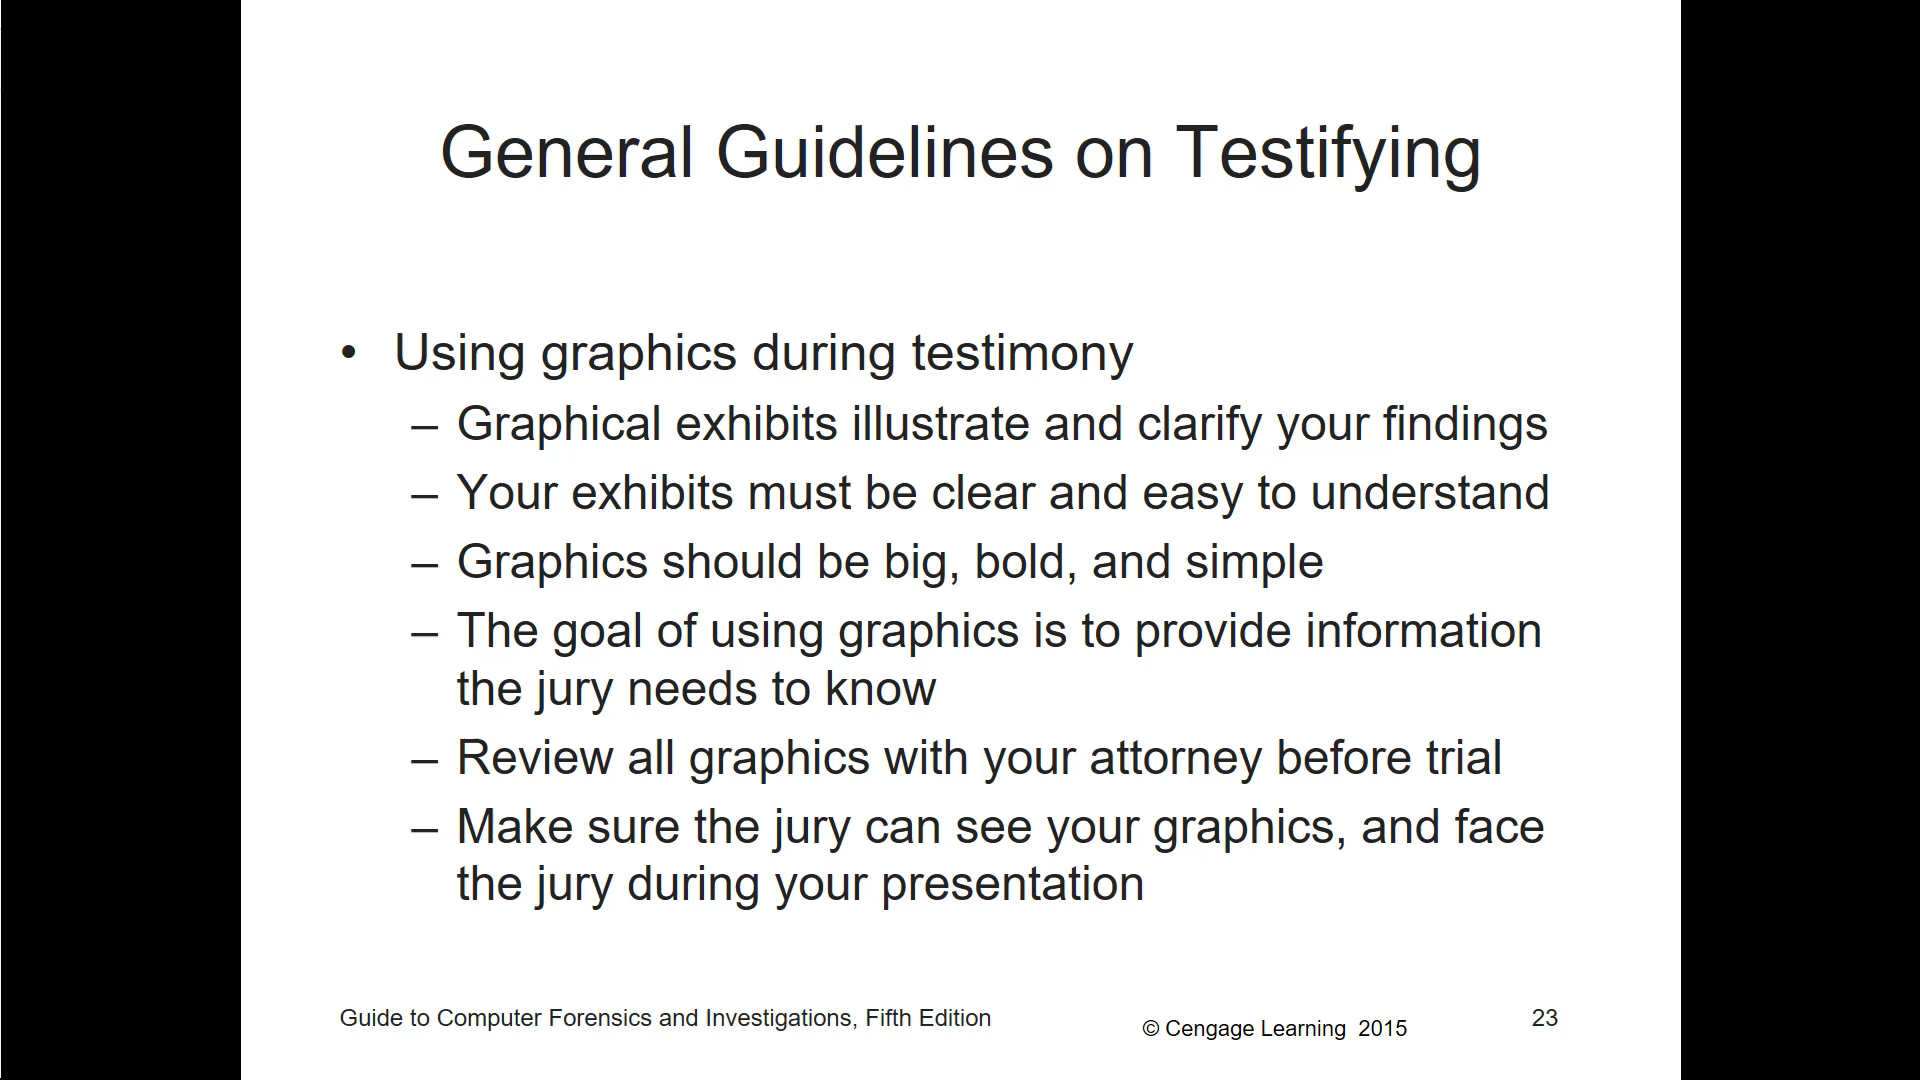 General Guidelines on Testifying
• Using graphics during testimony
– Graphical exhibits illustrate and clarify your findings
– Your exhibits must be clear and easy to understand
– Graphics should be big, bold, and simple
– The goal of using graphics is to provide information
the jury needs to know
– Review all graphics with your attorney before trial
– Make sure the jury can see your graphics, and face
the jury during your presentation
Guide to Computer Forensics and Investigations, Fifth Edition
© Cengage Learning 2015
23